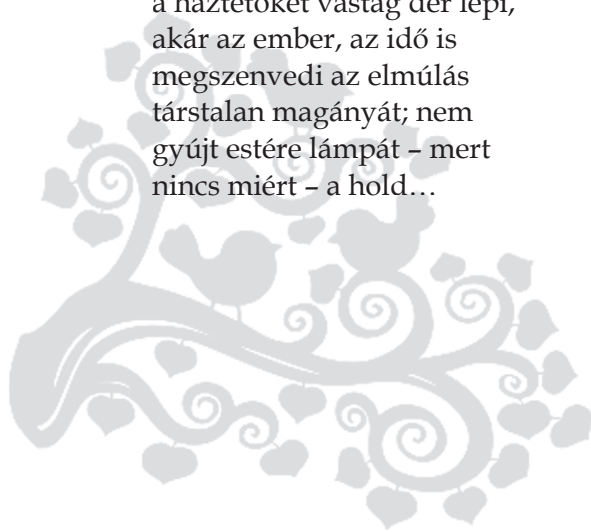 a háztetőket vastag dér lepi,
akár az ember, az idő is
megszenvedi az elmúlás
társtalan magányát; nem
gyújt estére lámpát – mert
nincs miért – a hold…